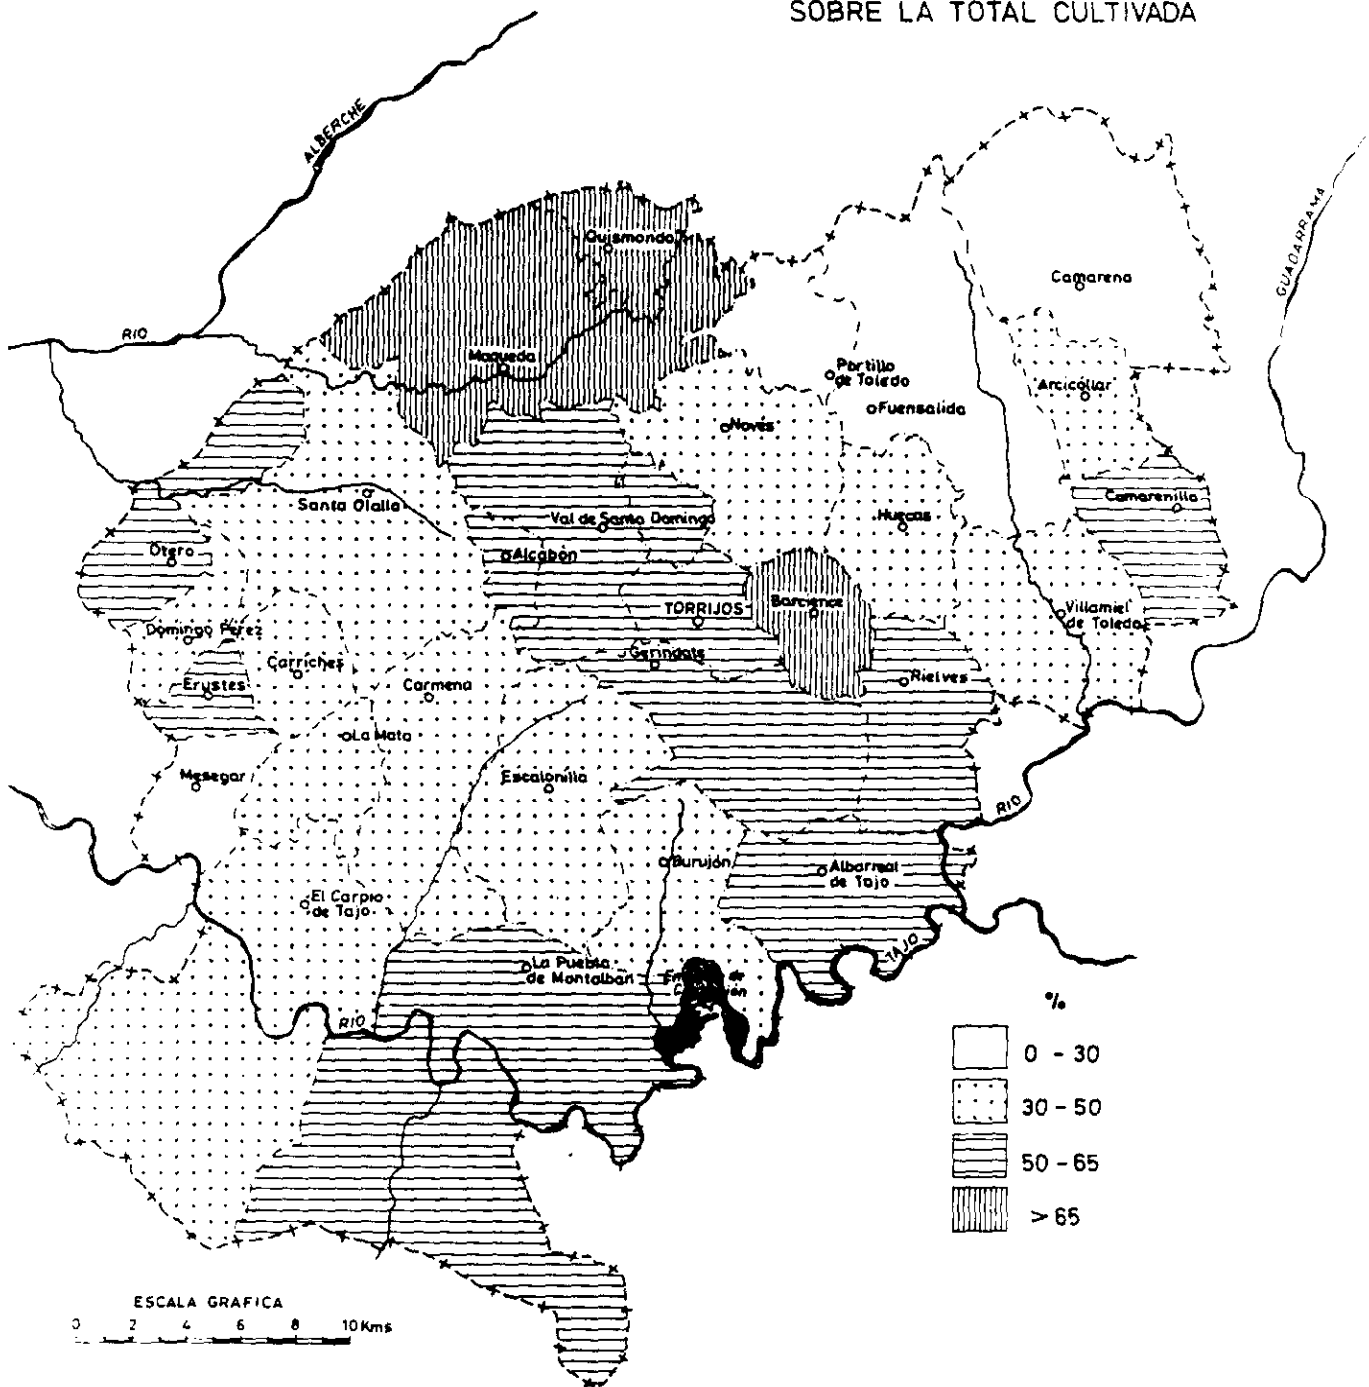 SOBRE LA TOTAL CULTIVADA
ALBERCHE
GUADARRAMA
Quismondo
Camarena
RIO
Maqueda
Portillo
de Toledo
Arcicollar
Fuensalida
Novés
Santa Olalla
Camarenilla
Val de Santo Domingo
Huecas
Otero
Alcabón
TORRIJOS
Barcience
Villamiel
de Toledo
Domingo Perez
Carriches
Gerindote
Erustes
Carmena
Rielves
La Mata
Mesegar
Escalonilla
RIO
Burujón
Albarreal
de Tajo
El Carpio
de Tajo
TAJO
La Puebla
de Montalbán
de
RIO
%
0 - 30
30 - 50
50 - 65
> 65
ESCALA GRAFICA
0 2 4 6 8 10 Kms